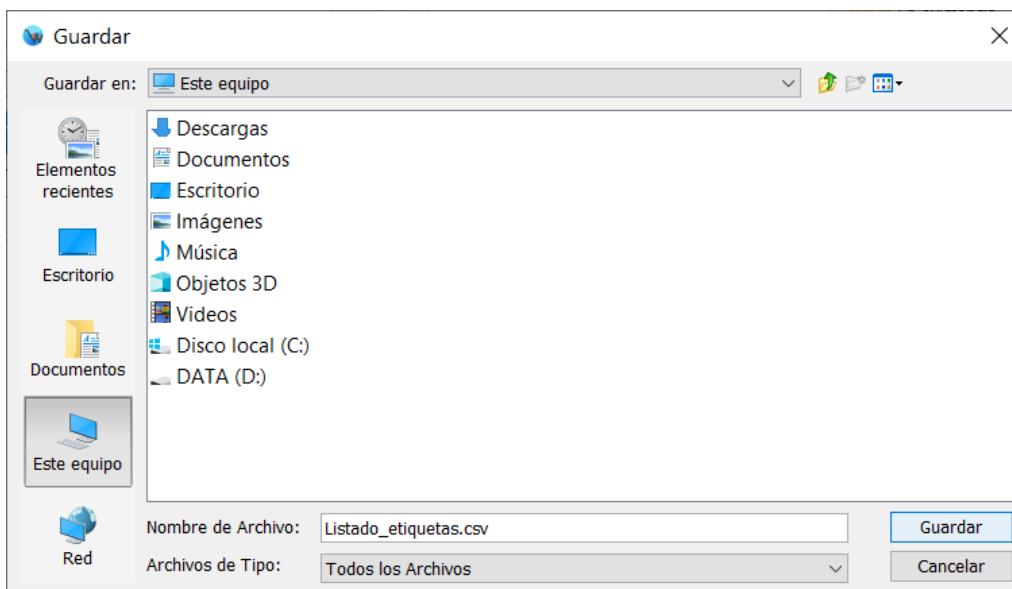 Guardar
Guardar en:
Este equipo
Elementos
recientes
Escritorio
Documentos
Este equipo
Red
Descargas
Documentos
Escritorio
Imágenes
Música
Objetos 3D
Videos
Disco local (C:)
DATA (D:)
Nombre de Archivo:
Listado_etiquetas.csv
Guardar
Archivos de Tipo:
Todos los Archivos
Cancelar